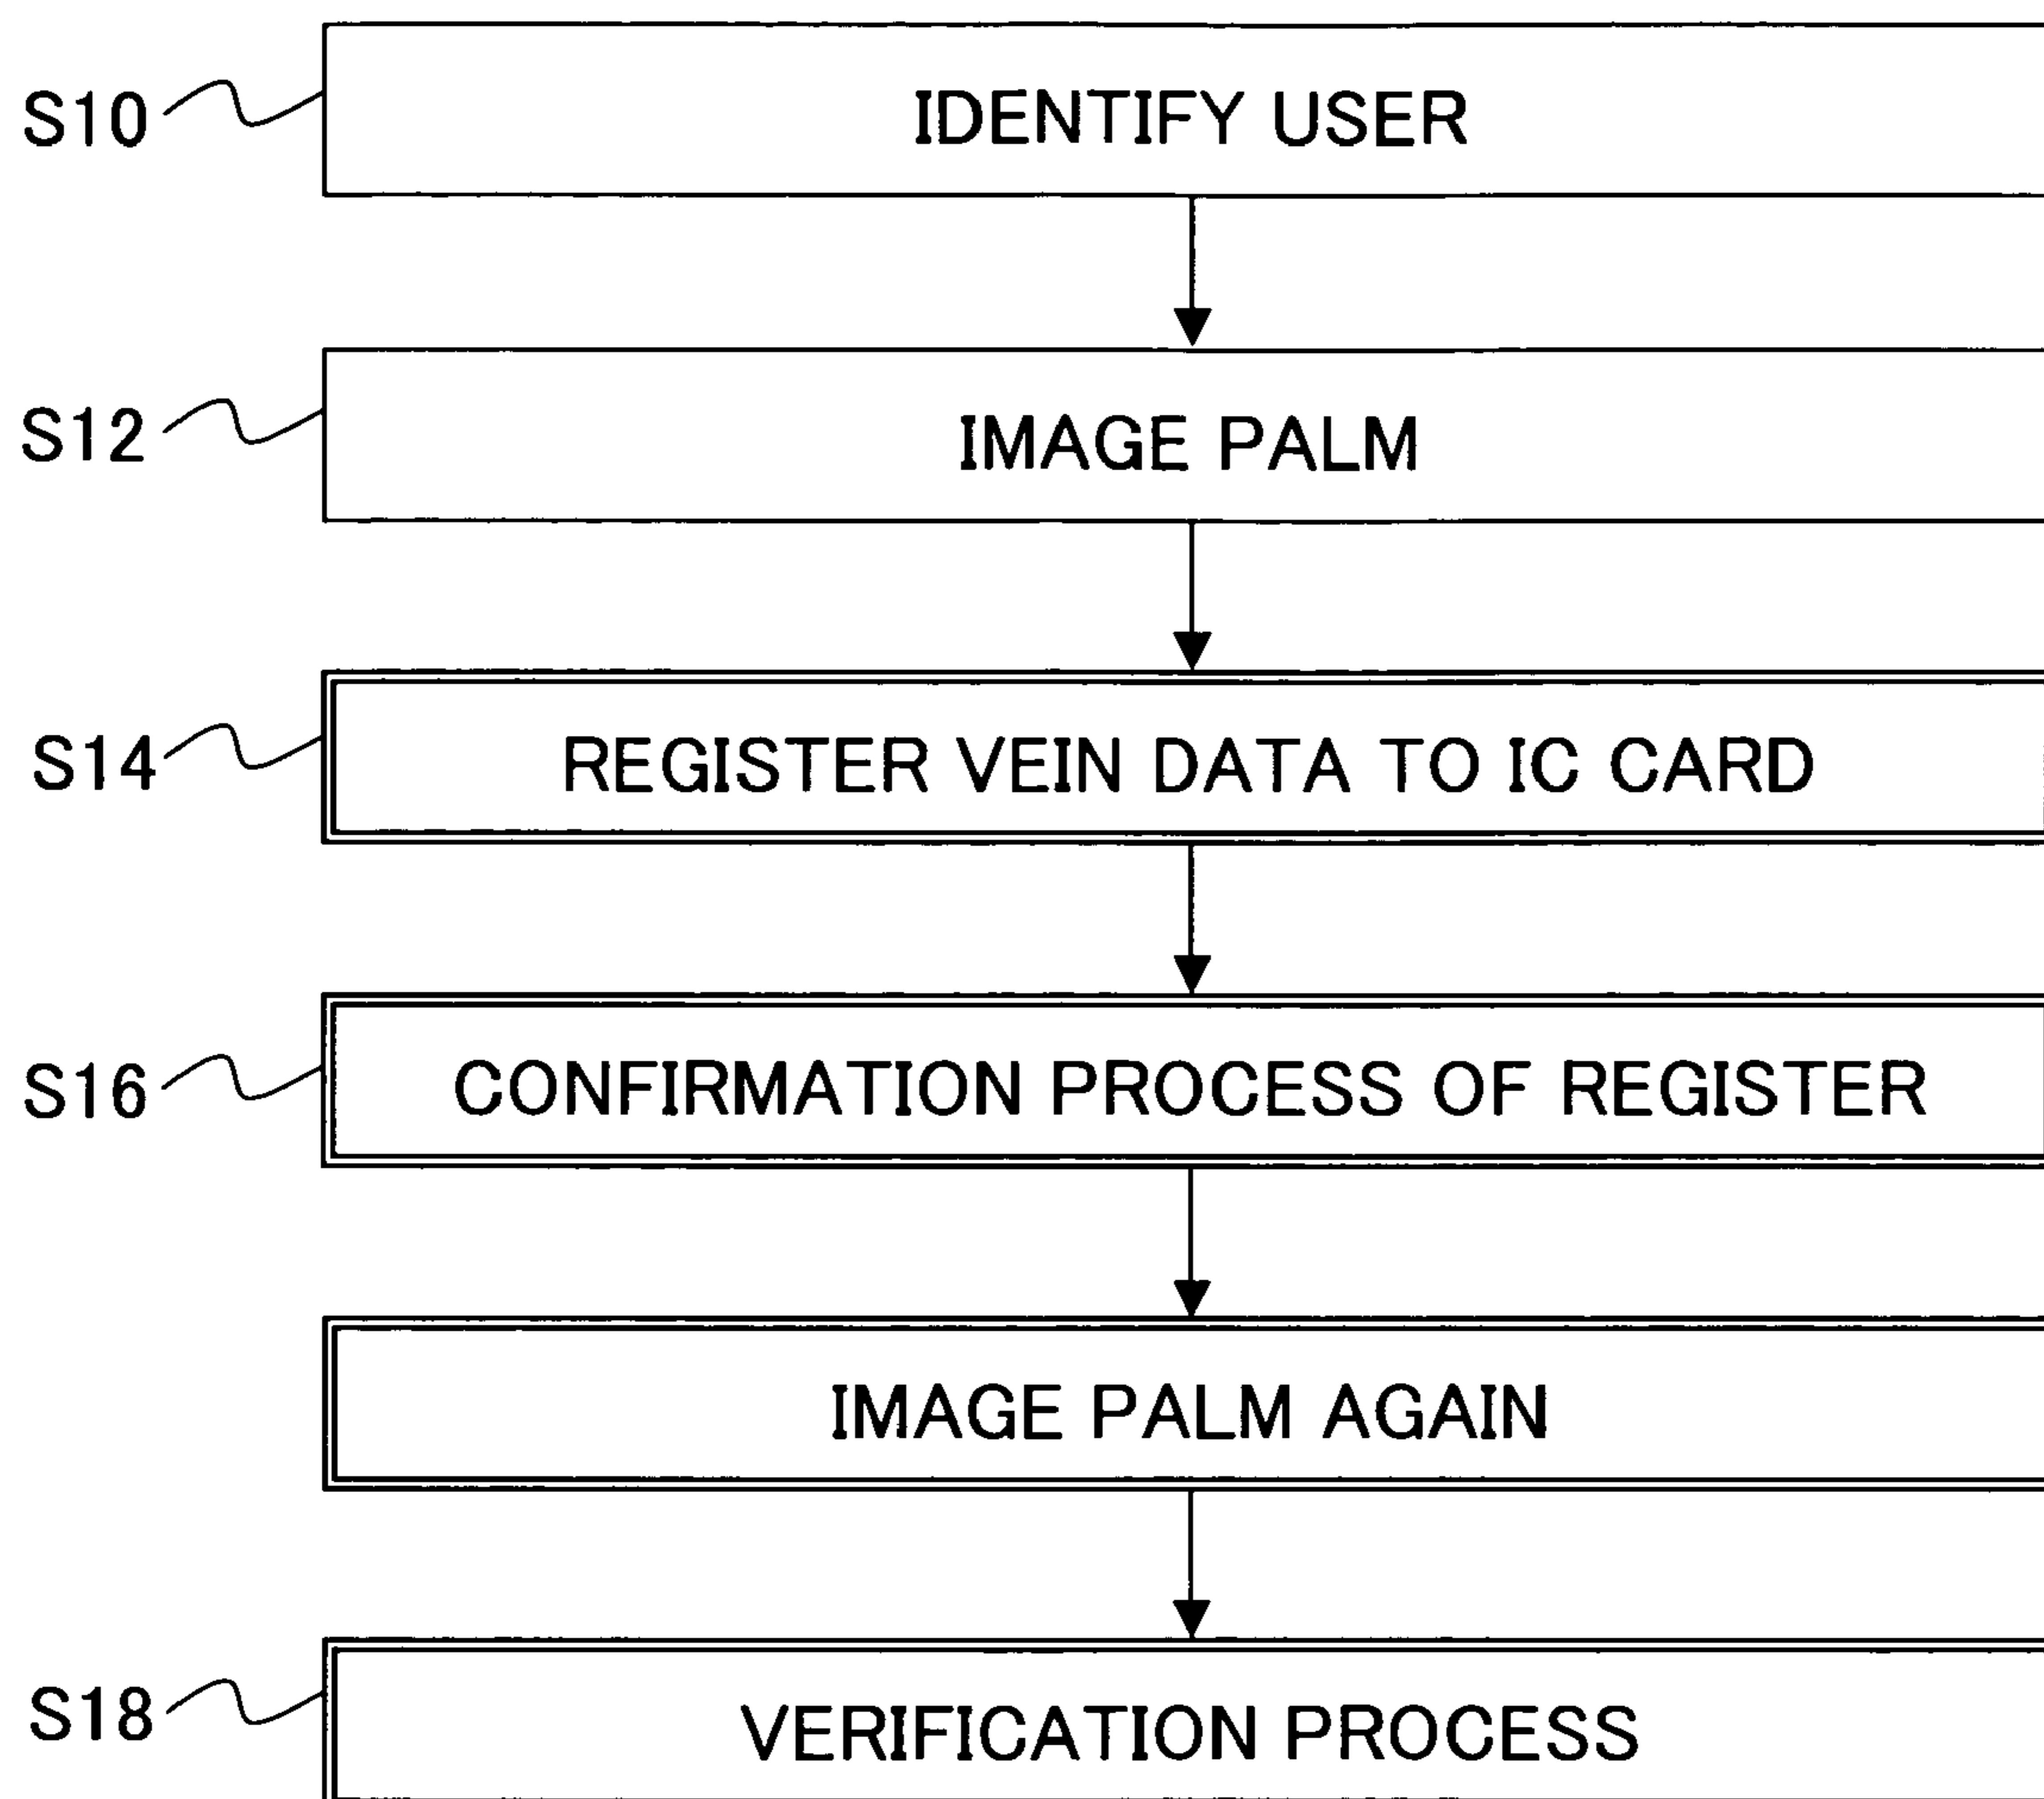 S10 IDENTIFY USER
S12 IMAGE PALM
S14 REGISTER VEIN DATA TO IC CARD
S16 CONFIRMATION PROCESS OF REGISTER
IMAGE PALM AGAIN
S18 VERIFICATION PROCESS